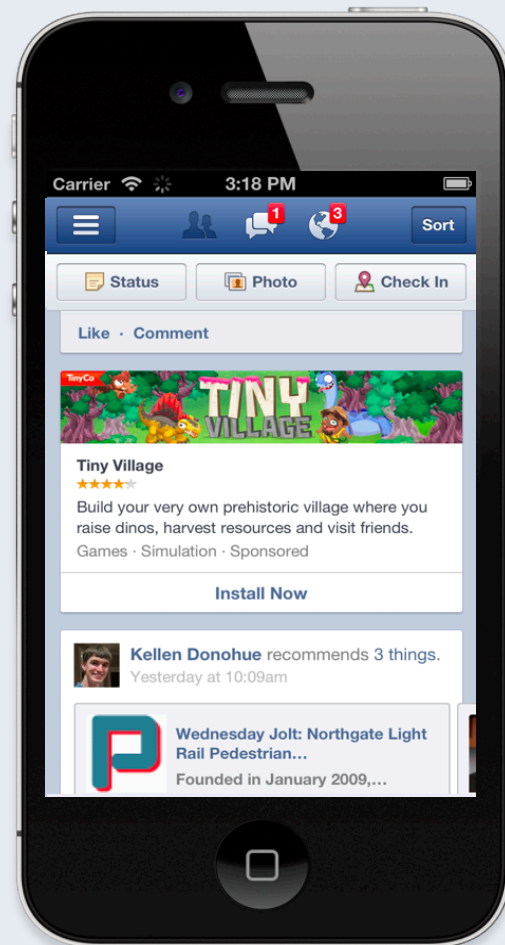 Carrier 3:18 PM
1 3 Sort
Status Photo Check In
Like · Comment
TinyCo
TINY
VILLAGE
Tiny Village
Build your very own prehistoric village where you
raise dinos, harvest resources and visit friends.
Games · Simulation · Sponsored
Install Now
Kellen Donohue recommends 3 things.
Yesterday at 10:09am
P
Wednesday Jolt: Northgate Light
Rail Pedestrian...
Founded in January 2009,...